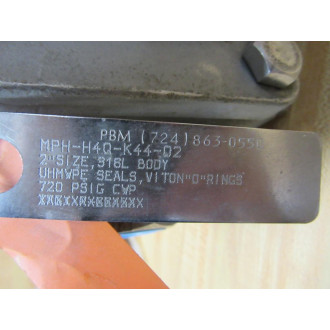 PBM (724) 863-055
MPH-H4Q-K44-02
2"SIZE,316L BODY
UHMWPE SEALS,VITON"O"RINGS
720 PSIG CWP